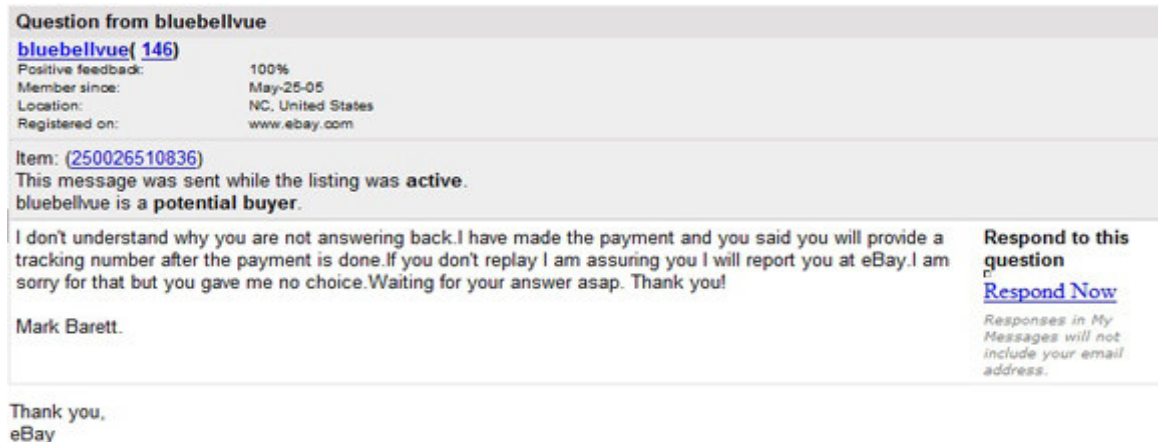 Question from bluebellvue
bluebellvue( 146)
Positive feedback: 100%
Member since: May-25-05
Location: NC, United States
Registered on: www.ebay.com
Item: (250026510836)
This message was sent while the listing was active.
bluebellvue is a potential buyer.
I don't understand why you are not answering back.I have made the payment and you said you will provide a
tracking number after the payment is done.If you don't replay I am assuring you I will report you at eBay.I am
sorry for that but you gave me no choice.Waiting for your answer asap. Thank you!
Mark Barett.
Respond to this
question
Respond Now
Responses in My
Messages will not
include your email
address.
Thank you,
eBay